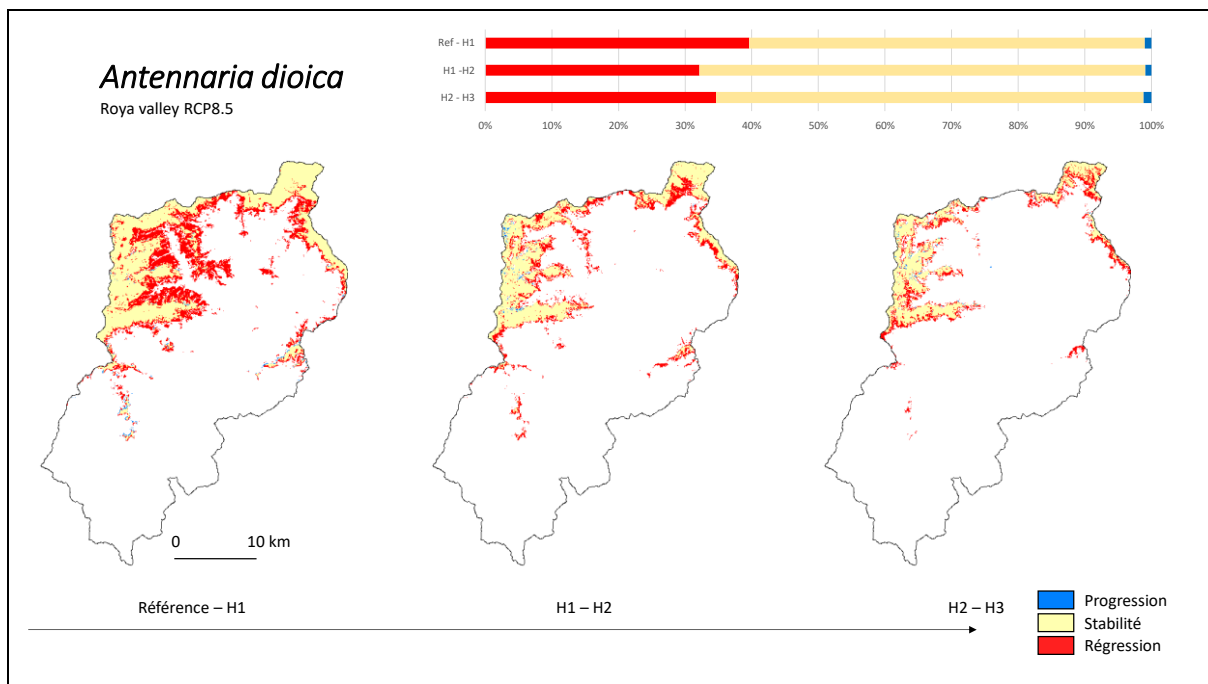 Antennaria dioica
Roya valley RCP8.5
Ref - H1
H1 -H2
H2 - H3
0% 10% 20% 30% 40% 50% 60% 70% 80% 90% 100%
0 10 km
Référence – H1 H1 – H2 H2 – H3
Progression
Stabilité
Régression